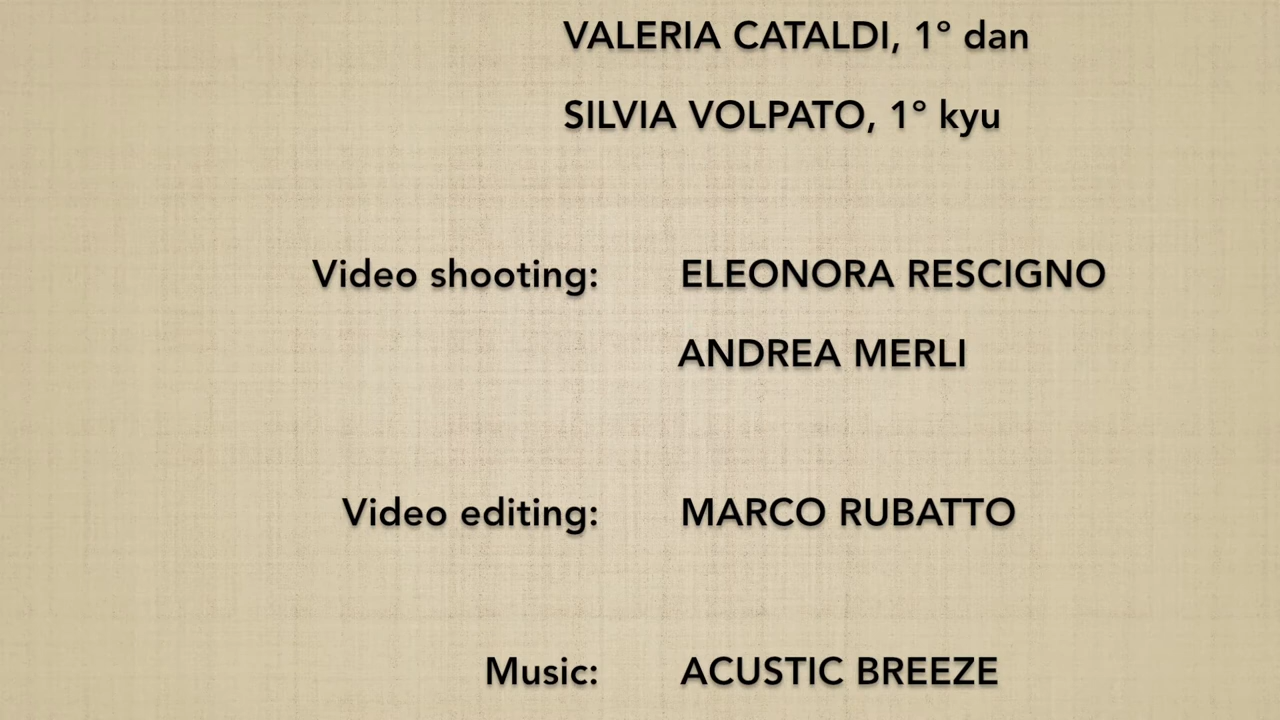 VALERIA CATALDI, 1° dan
SILVIA VOLPATO, 1° kyu
Video shooting: ELEONORA RESCIGNO
ANDREA MERLI
Video editing: MARCO RUBATTO
Music: ACUSTIC BREEZE